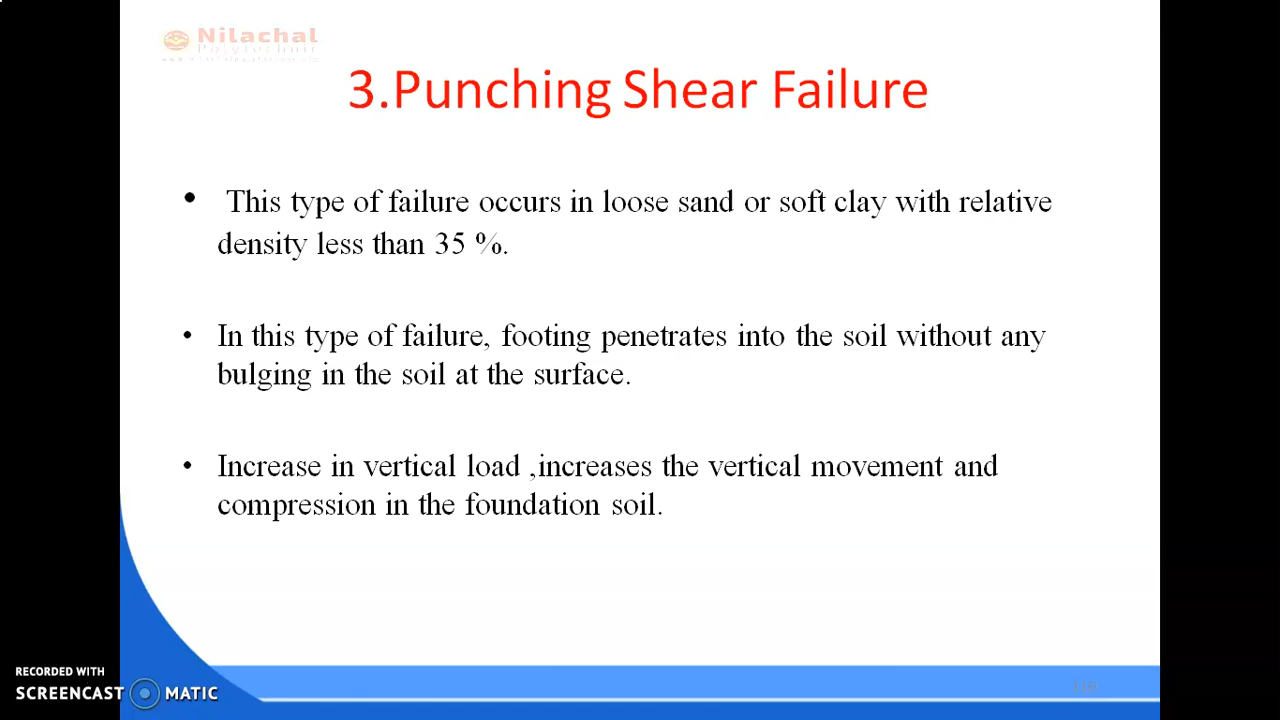 Nilachal
Polytechnic
3.Punching Shear Failure
• This type of failure occurs in loose sand or soft clay with relative
density less than 35 %.
• In this type of failure, footing penetrates into the soil without any
bulging in the soil at the surface.
• Increase in vertical load ,increases the vertical movement and
compression in the foundation soil.
RECORDED WITH
SCREENCAST MATIC